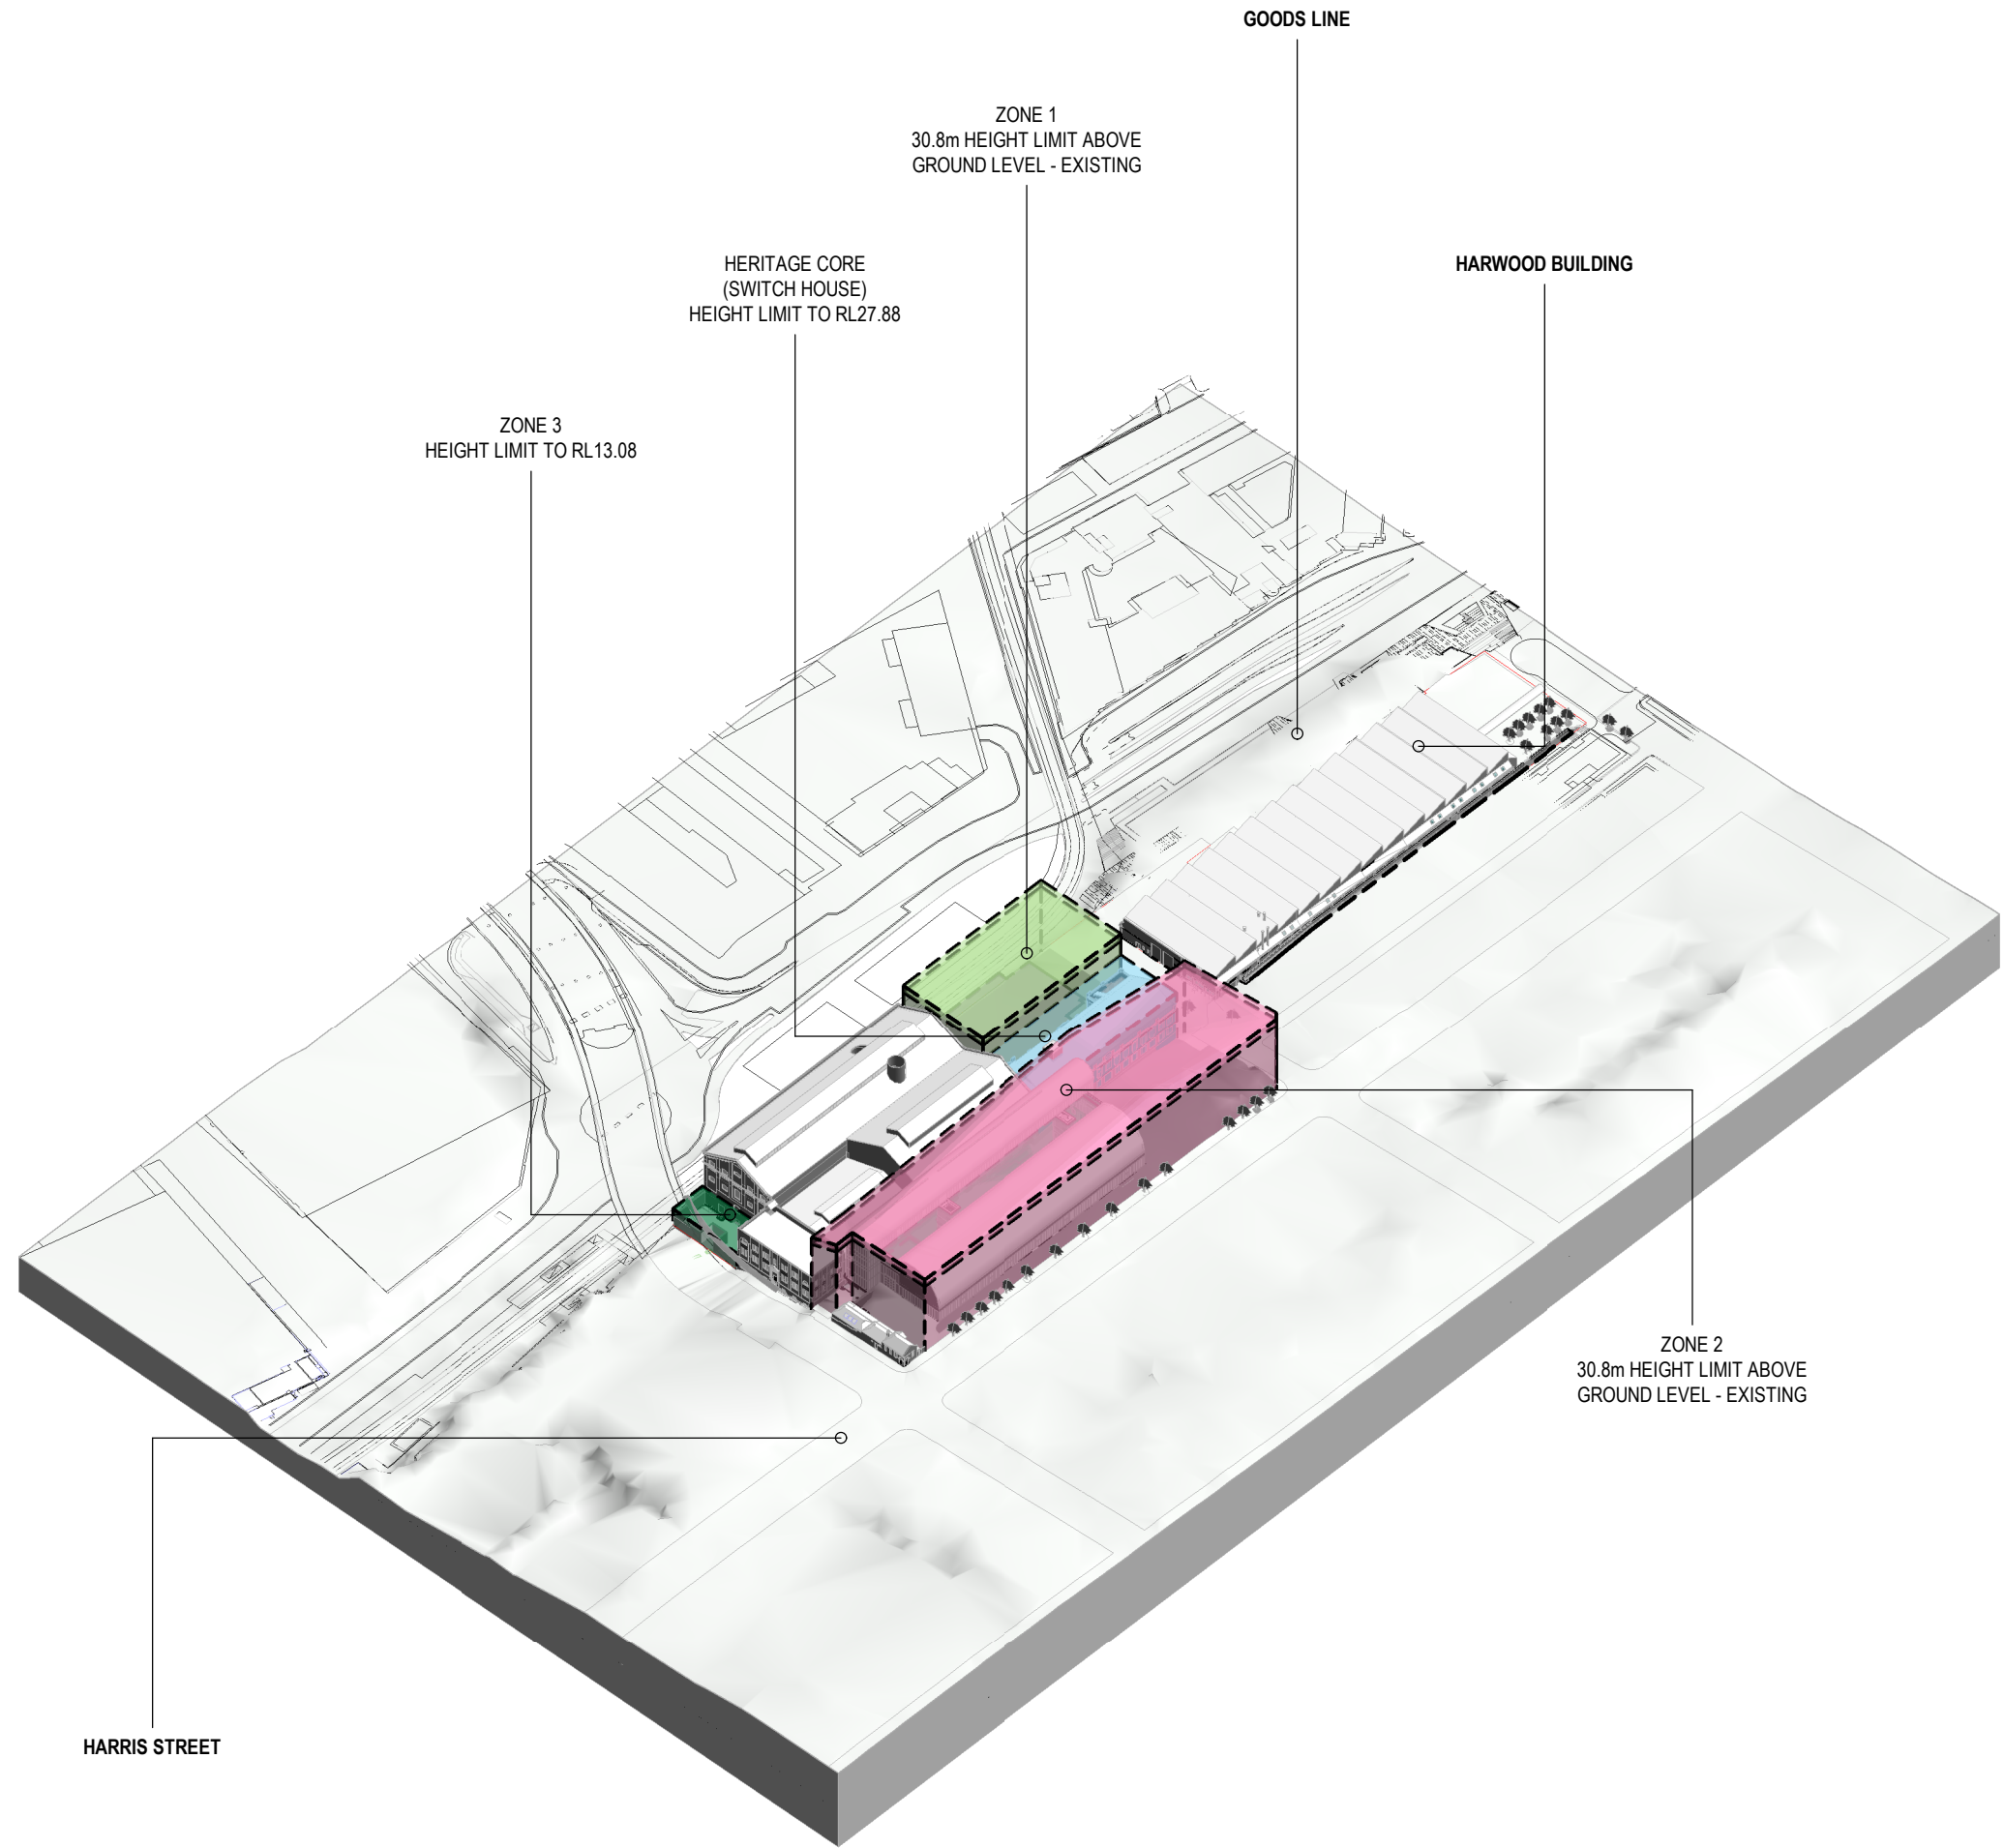 GOODS LINE
ZONE 1
30.8m HEIGHT LIMIT ABOVE
GROUND LEVEL - EXISTING
HERITAGE CORE
(SWITCH HOUSE)
HEIGHT LIMIT TO RL27.88
HARWOOD BUILDING
ZONE 3
HEIGHT LIMIT TO RL13.08
ZONE 2
30.8m HEIGHT LIMIT ABOVE
GROUND LEVEL - EXISTING
HARRIS STREET